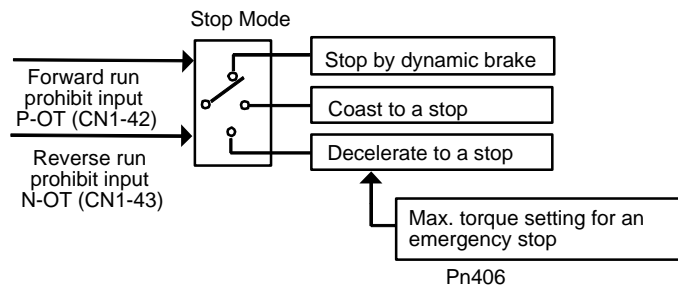 Stop Mode
Forward run
prohibit input
P-OT (CN1-42)
Reverse run
prohibit input
N-OT (CN1-43)
Stop by dynamic brake
Coast to a stop
Decelerate to a stop
Max. torque setting for an
emergency stop
Pn406